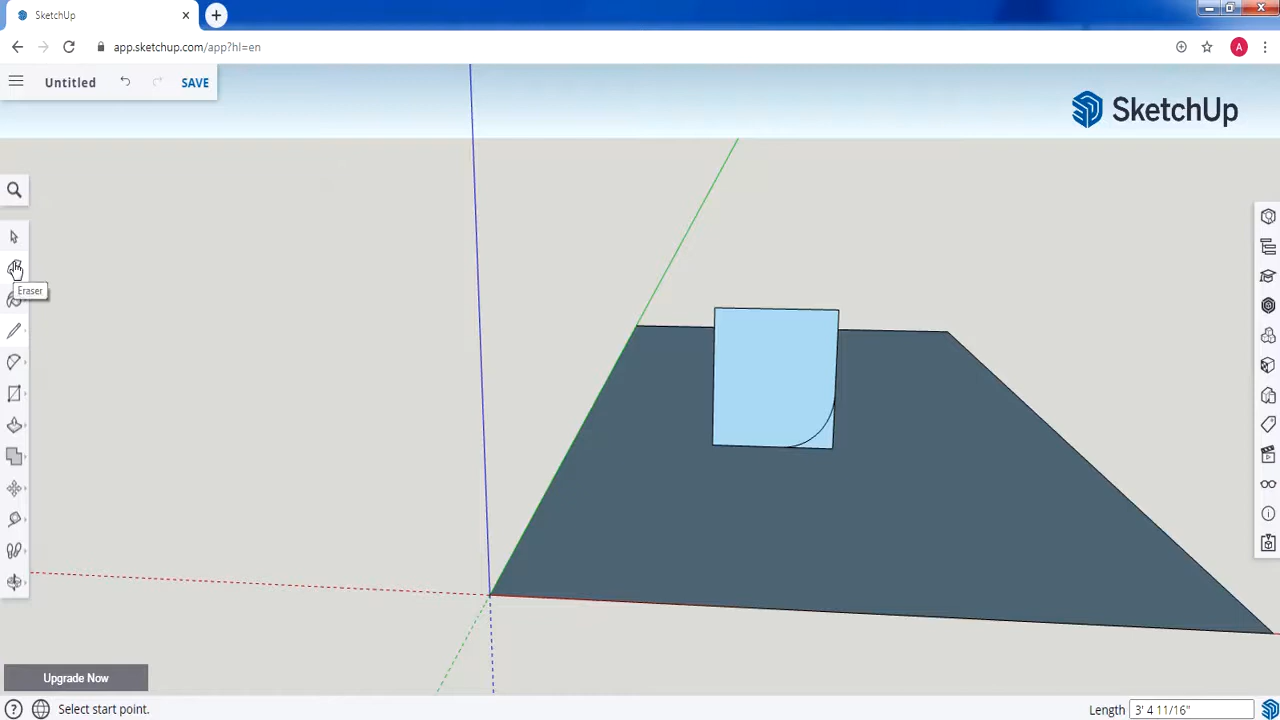 SketchUp
app.sketchup.com/app?hl=en
A
Untitled
SAVE
SketchUp
Eraser
Upgrade Now
Select start point.
Length
3' 4 11/16"